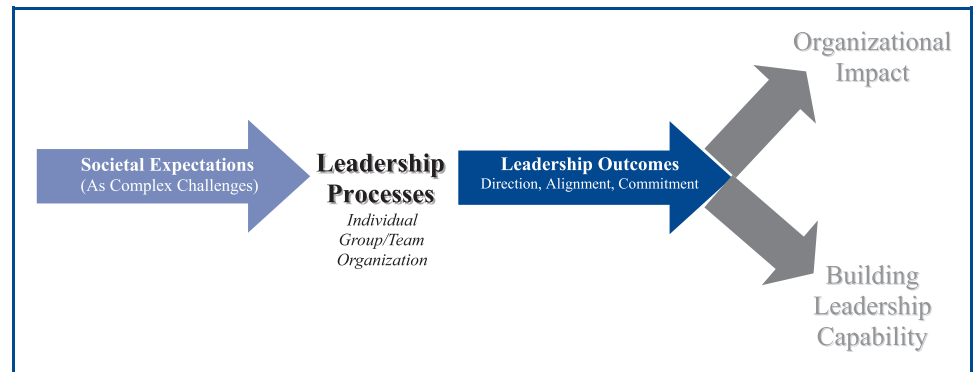 Societal Expectations
(As Complex Challenges)
Leadership
Processes
Individual
Group/Team
Organization
Leadership Outcomes
Direction, Alignment, Commitment
Organizational
Impact
Building
Leadership
Capability